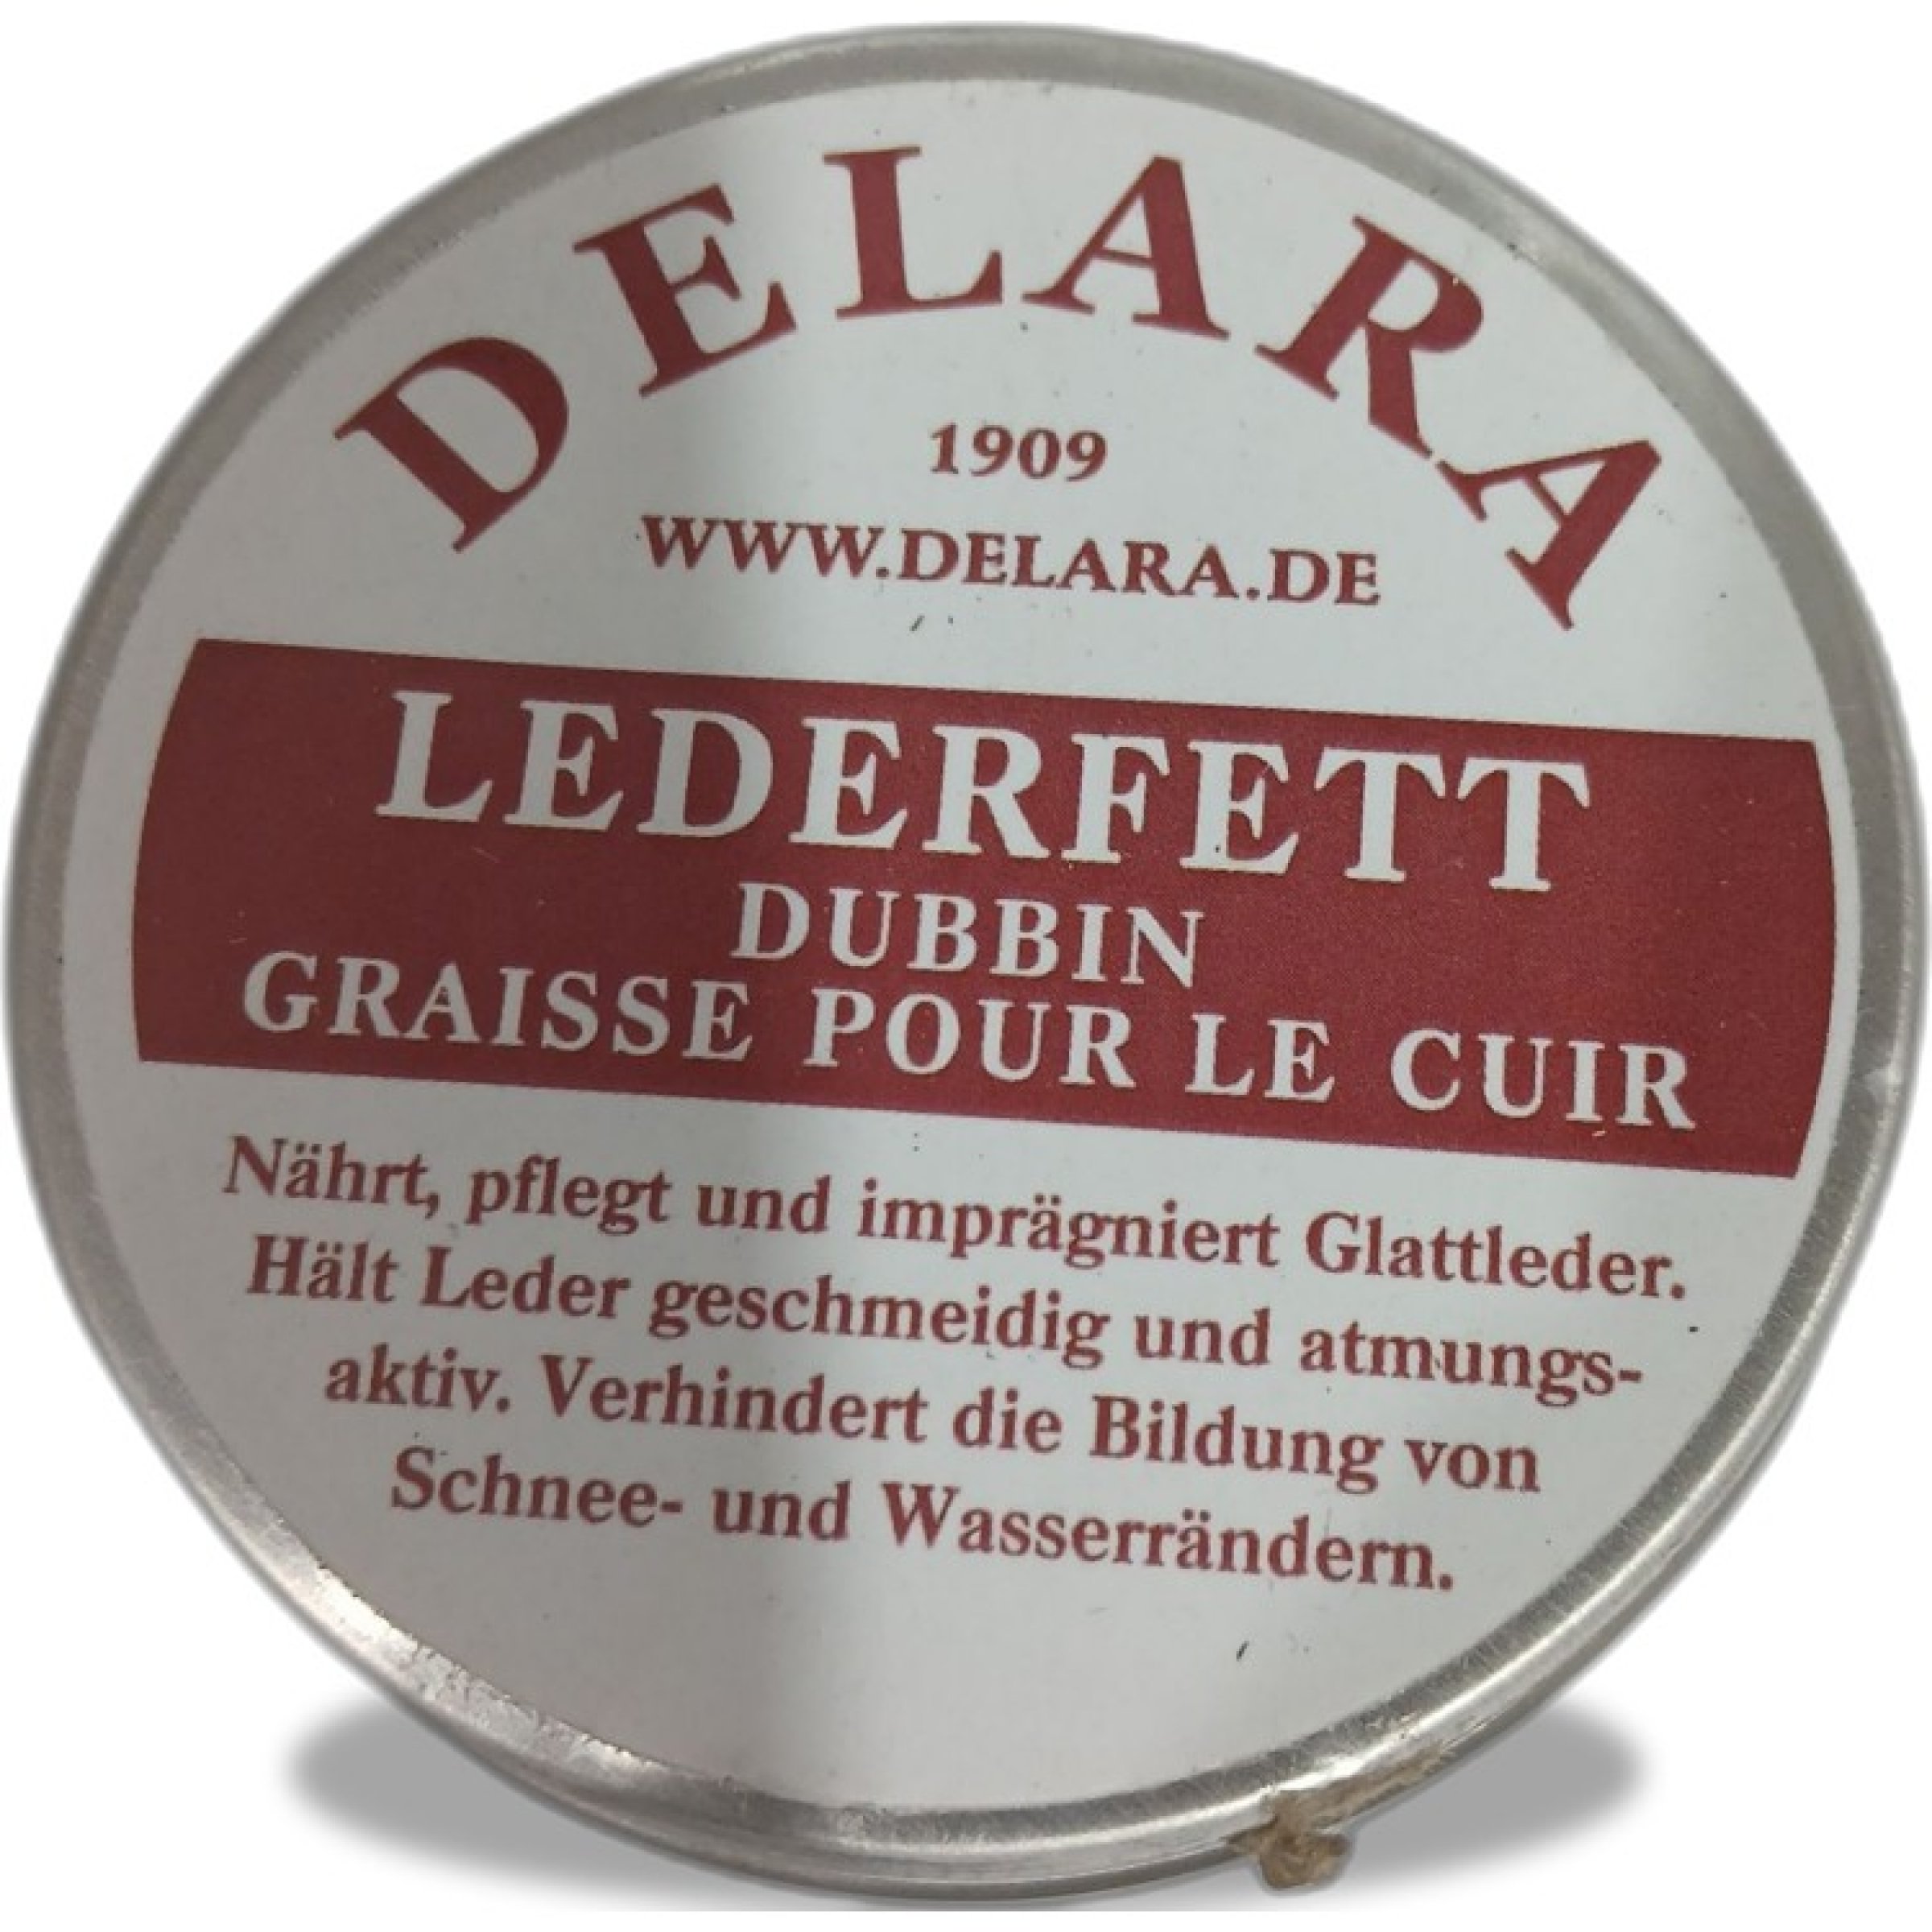 DELARA
1909
WWW.DELARA.DE
LEDERFETT
DUBBIN
GRAISSE POUR LE CUIR
Nährt, pflegt und imprägniert Glattleder.
Hält Leder geschmeidig und atmungs-
aktiv. Verhindert die Bildung von
Schnee- und Wasserrändern.